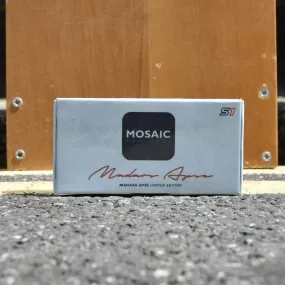 S1
MOSAIC
Madars Apse
MADARS APSE LIMITED EDITION